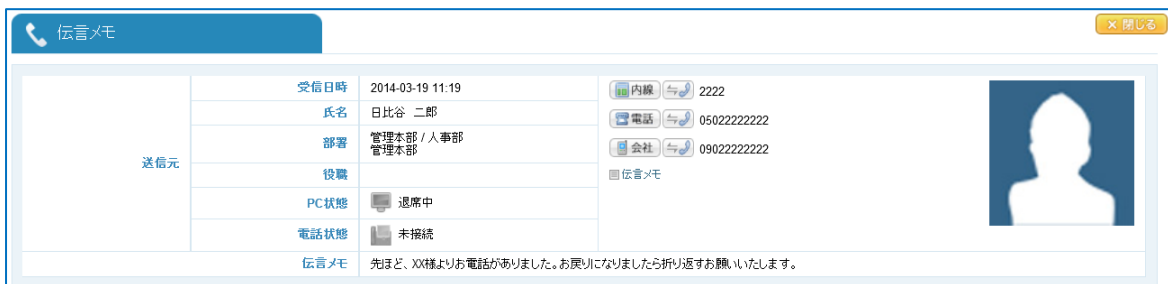 伝言メモ
× 閉じる
送信元
受信日時 2014-03-19 11:19
氏名 日比谷 二郎
部署 管理本部 / 人事部
管理本部
役職
PC状態 退席中
電話状態 未接続
内線 2222
電話 05022222222
会社 09022222222
伝言メモ
伝言メモ 先ほど、XX様よりお電話がありました。お戻りになりましたら折り返すお願いいたします。